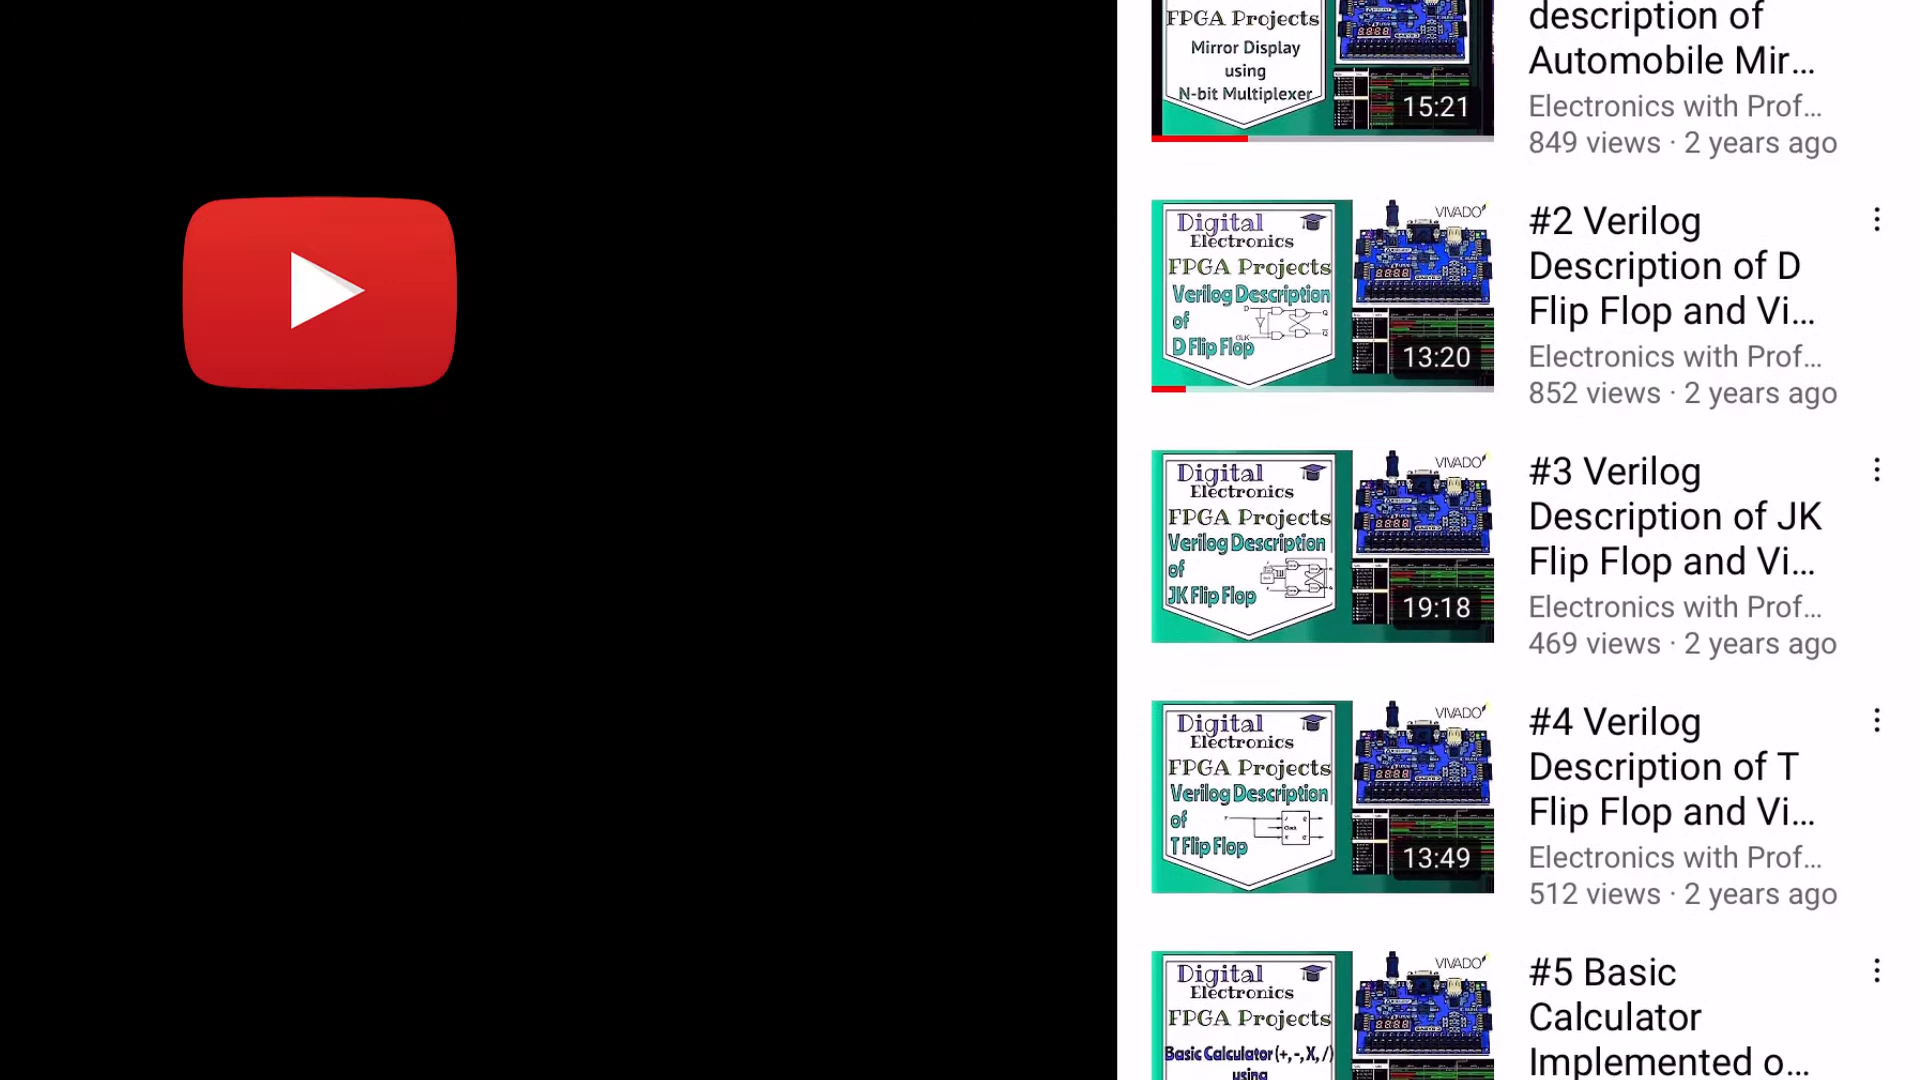 FPGA Projects
Mirror Display
using
N-bit Multiplexer
15:21
description of
Automobile Mir...
Electronics with Prof...
849 views · 2 years ago
Digital
Electronics
FPGA Projects
Verilog Description
of
D Flip Flop
D
CLK
Q
Q
VIVADO
13:20
#2 Verilog
Description of D
Flip Flop and Vi...
Electronics with Prof...
852 views · 2 years ago
Digital
Electronics
FPGA Projects
Verilog Description
of
JK Flip Flop
VIVADO
19:18
#3 Verilog
Description of JK
Flip Flop and Vi...
Electronics with Prof...
469 views · 2 years ago
Digital
Electronics
FPGA Projects
Verilog Description
of
T Flip Flop
Clock
VIVADO
13:49
#4 Verilog
Description of T
Flip Flop and Vi...
Electronics with Prof...
512 views · 2 years ago
Digital
Electronics
FPGA Projects
Basic Calculator (+, -, X, /)
using
VIVADO
#5 Basic
Calculator
Implemented o...